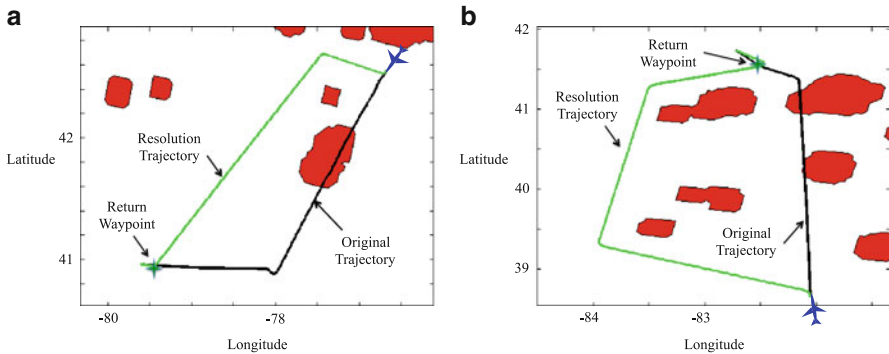 a
Latitude
42
41
Resolution
Trajectory
Return
Waypoint
Original
Trajectory
-80
-78
Longitude
b
Return
Waypoint
Resolution
Trajectory
Latitude
41
40
39
Original
Trajectory
-84
-83
Longitude